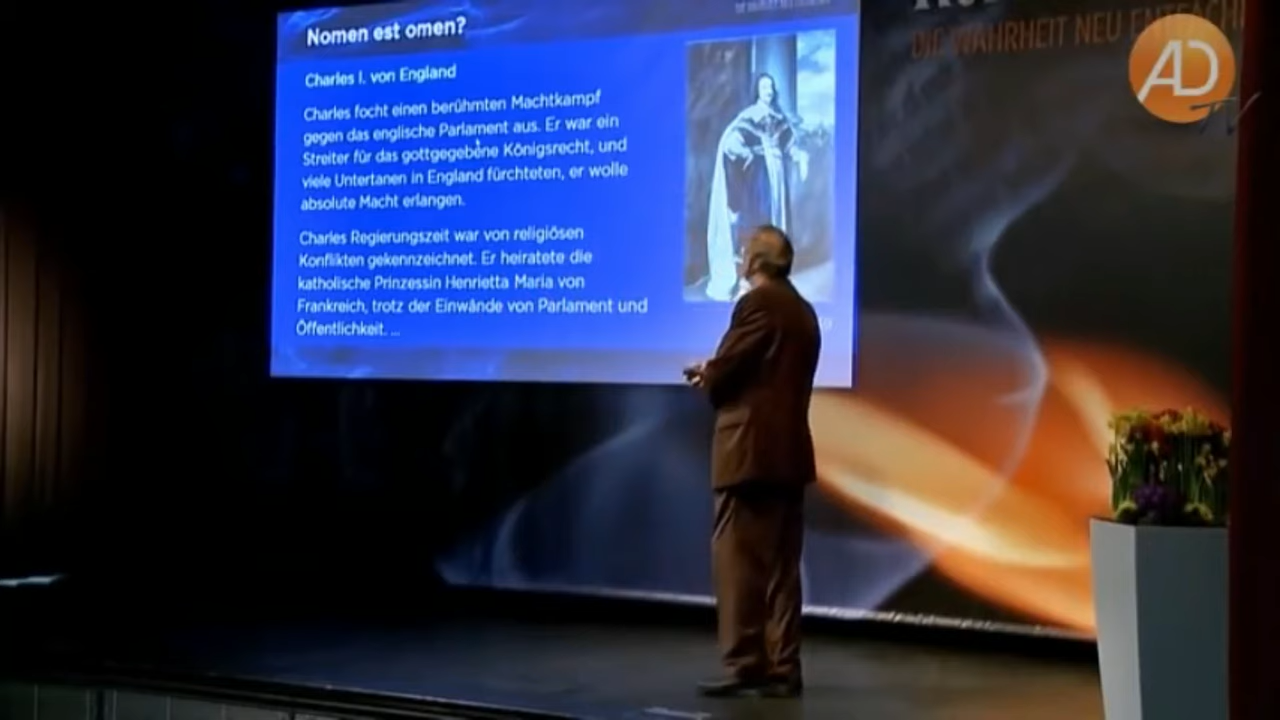 Nomen est omen?
Charles I. von England
Charles focht einen berühmten Machtkampf
gegen das englische Parlament aus. Er war ein
Streiter für das gottgegebene Königsrecht, und
viele Untertanen in England fürchteten, er wolle
absolute Macht erlangen.
Charles Regierungszeit war von religiösen
Konflikten gekennzeichnet. Er heiratete die
katholische Prinzessin Henrietta Maria von
Frankreich, trotz der Einwände von Parlament und
Öffentlichkeit. ...
DIE WAHRHEIT NEU
AD
TV